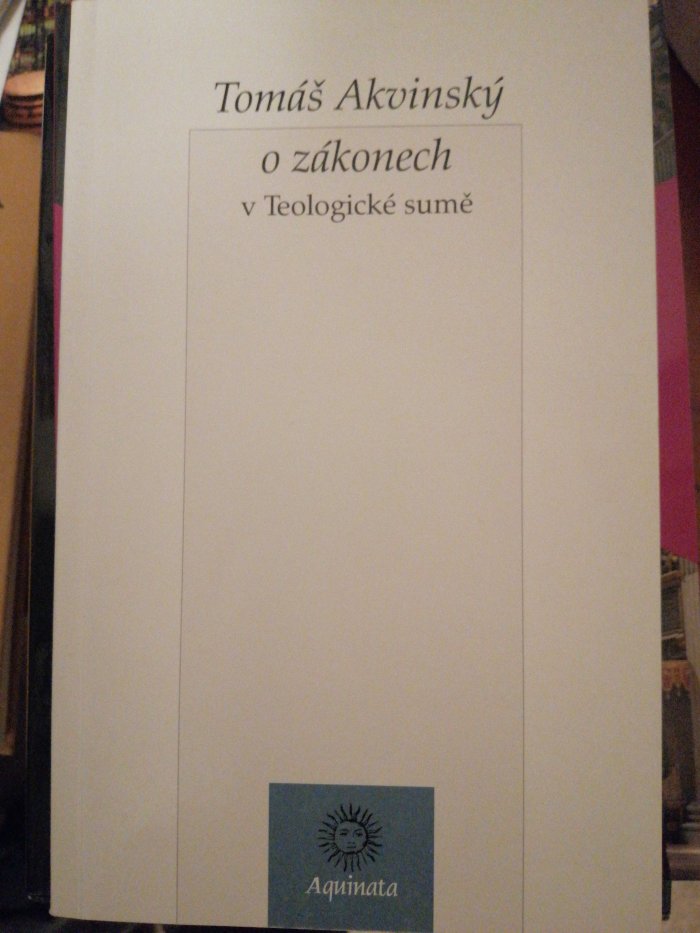 Tomáš Akvinský
o zákonech
v Teologické sumě
Aquinata